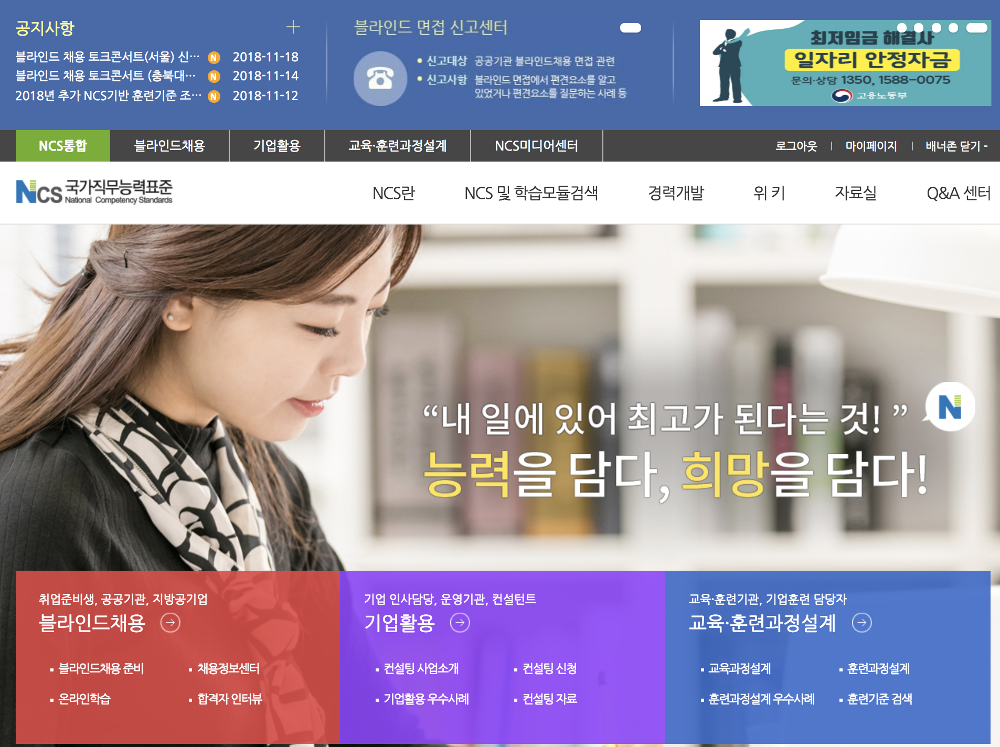 공지사항
블라인드 채용 토크콘서트(서울) 신… N 2018-11-18
블라인드 채용 토크콘서트 (충북대… N 2018-11-14
2018년 추가 NCS기반 훈련기준 조… N 2018-11-12
블라인드 면접 신고센터
신고대상 공공기관 블라인드채용 면접 관련
신고사항 블라인드 면접에서 편견요소를 알고
있었거나 편견요소를 질문하는 사례 등
최저임금 해결사
일자리 안정자금
문의·상담 1350, 1588-0075
고용노동부
NCS통합 블라인드채용 기업활용 교육·훈련과정설계 NCS미디어센터 로그아웃 마이페이지 배너존 닫기 -
NCS 국가직무능력표준
National Competency Standards
NCS란 NCS 및 학습모듈검색 경력개발 위 키 자료실 Q&A 센터
“내 일에 있어 최고가 된다는 것! ” N
능력을 담다, 희망을 담다!
취업준비생, 공공기관, 지방공기업
블라인드채용
블라인드채용 준비 채용정보센터
온라인학습 합격자 인터뷰
기업 인사담당, 운영기관, 컨설턴트
기업활용
컨설팅 사업소개 컨설팅 신청
기업활용 우수사례 컨설팅 자료
교육·훈련기관, 기업훈련 담당자
교육·훈련과정설계
교육과정설계 훈련과정설계
훈련과정설계 우수사례 훈련기준 검색